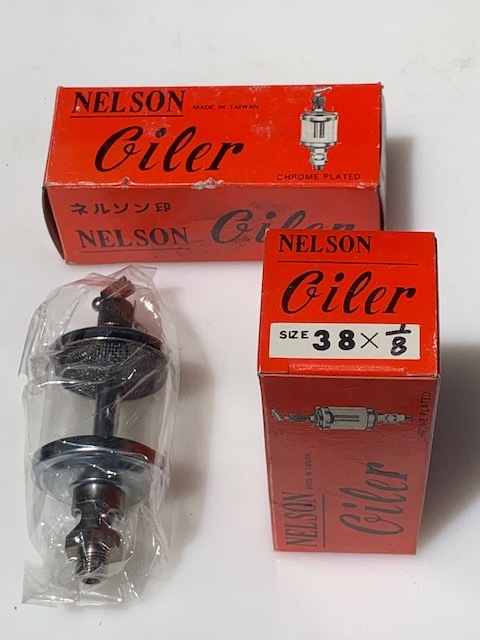 NELSON MADE IN TAIWAN
Oiler
CHROME PLATED
ネルソン印
NELSON Oiler
NELSON
Oiler
SIZE 38×1/8
CHROME PLATED
NELSON MADE IN TAIWAN
Oiler